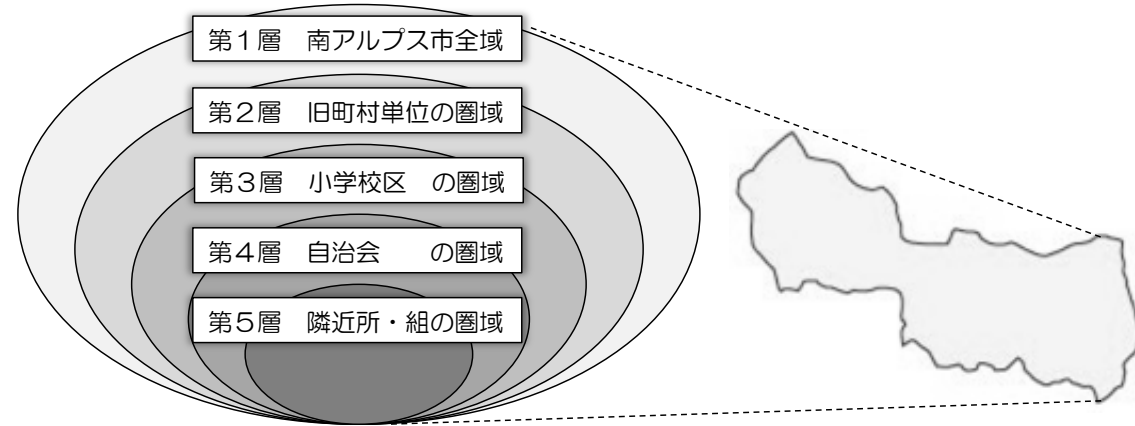 第１層　南アルプス市全域
第２層　旧町村単位の圏域
第３層　小学校区　の圏域
第４層　自治会　　の圏域
第５層　隣近所・組の圏域